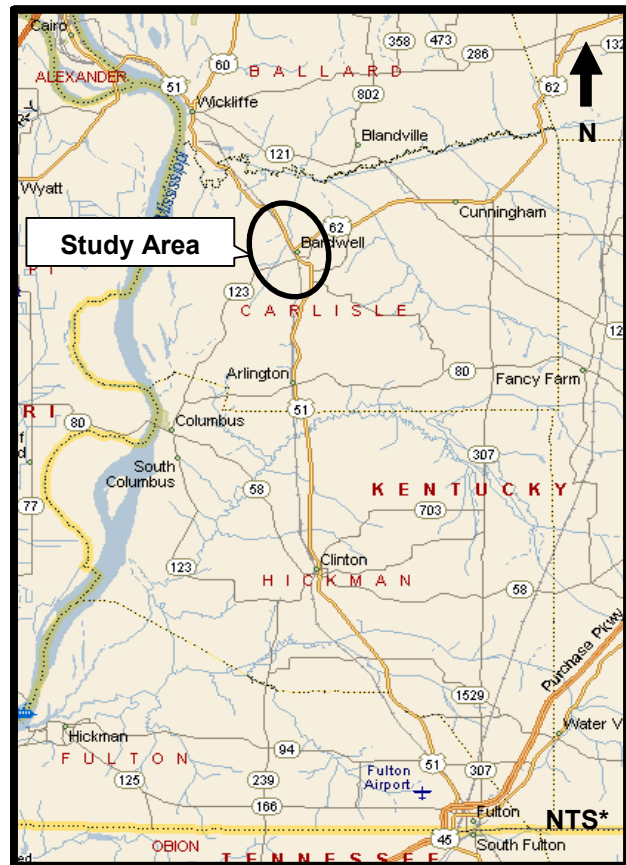 Cairo
358
473
132
286
ALEXANDER
51
60
BALLARD
62
802
Wickliffe
N
Blandville
121
Wyatt
Mississippi
Cunningham
62
Study Area
Bardwell
123
CARLISLE
12
Arlington
80
Fancy Farm
51
RI
80
Columbus
South
Columbus
307
58
KENTUCKY
77
703
123
Clinton
HICKMAN
58
Purchase Pkwy
1529
Hickman
Water V
94
FULTON
51
307
125
239
Fulton
Airport
166
Fulton
NTS*
45
South Fulton
OBION
TENNESSEE